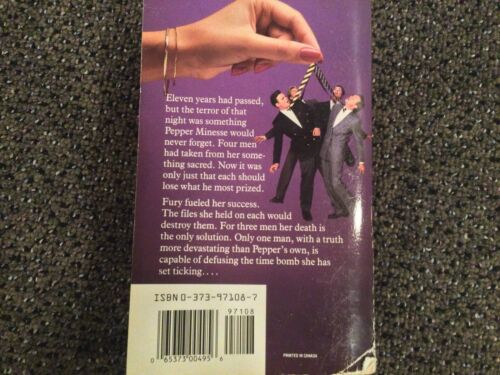 Eleven years had passed,
but the terror of that
night was something
Pepper Minesse would
never forget. Four men
had taken from her some-
thing sacred. Now it was
only just that each should
lose what he most prized.
Fury fueled her success.
The files she held on each would
destroy them. For three men her death is
the only solution. Only one man, with a truth
more devastating than Pepper's own, is
capable of defusing the time bomb she has
set ticking....
ISBN 0-373-97108-7
97108
0 65373 00495 6
PRINTED IN CANADA